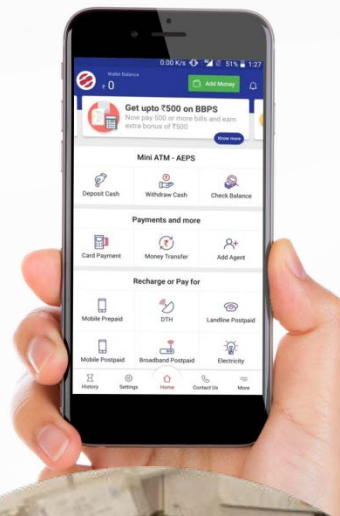 0.00 K/s 51% 1:27
Wallet Balance
₹ 0
Add Money
Get upto ₹500 on BBPS
Now pay 500 or more bills and earn
extra bonus of ₹500
Know more
Mini ATM - AEPS
Deposit Cash Withdraw Cash Check Balance
Payments and more
Card Payment Money Transfer Add Agent
Recharge or Pay for
Mobile Prepaid DTH Landline Postpaid
Mobile Postpaid Broadband Postpaid Electricity
History Settings Home Contact Us More